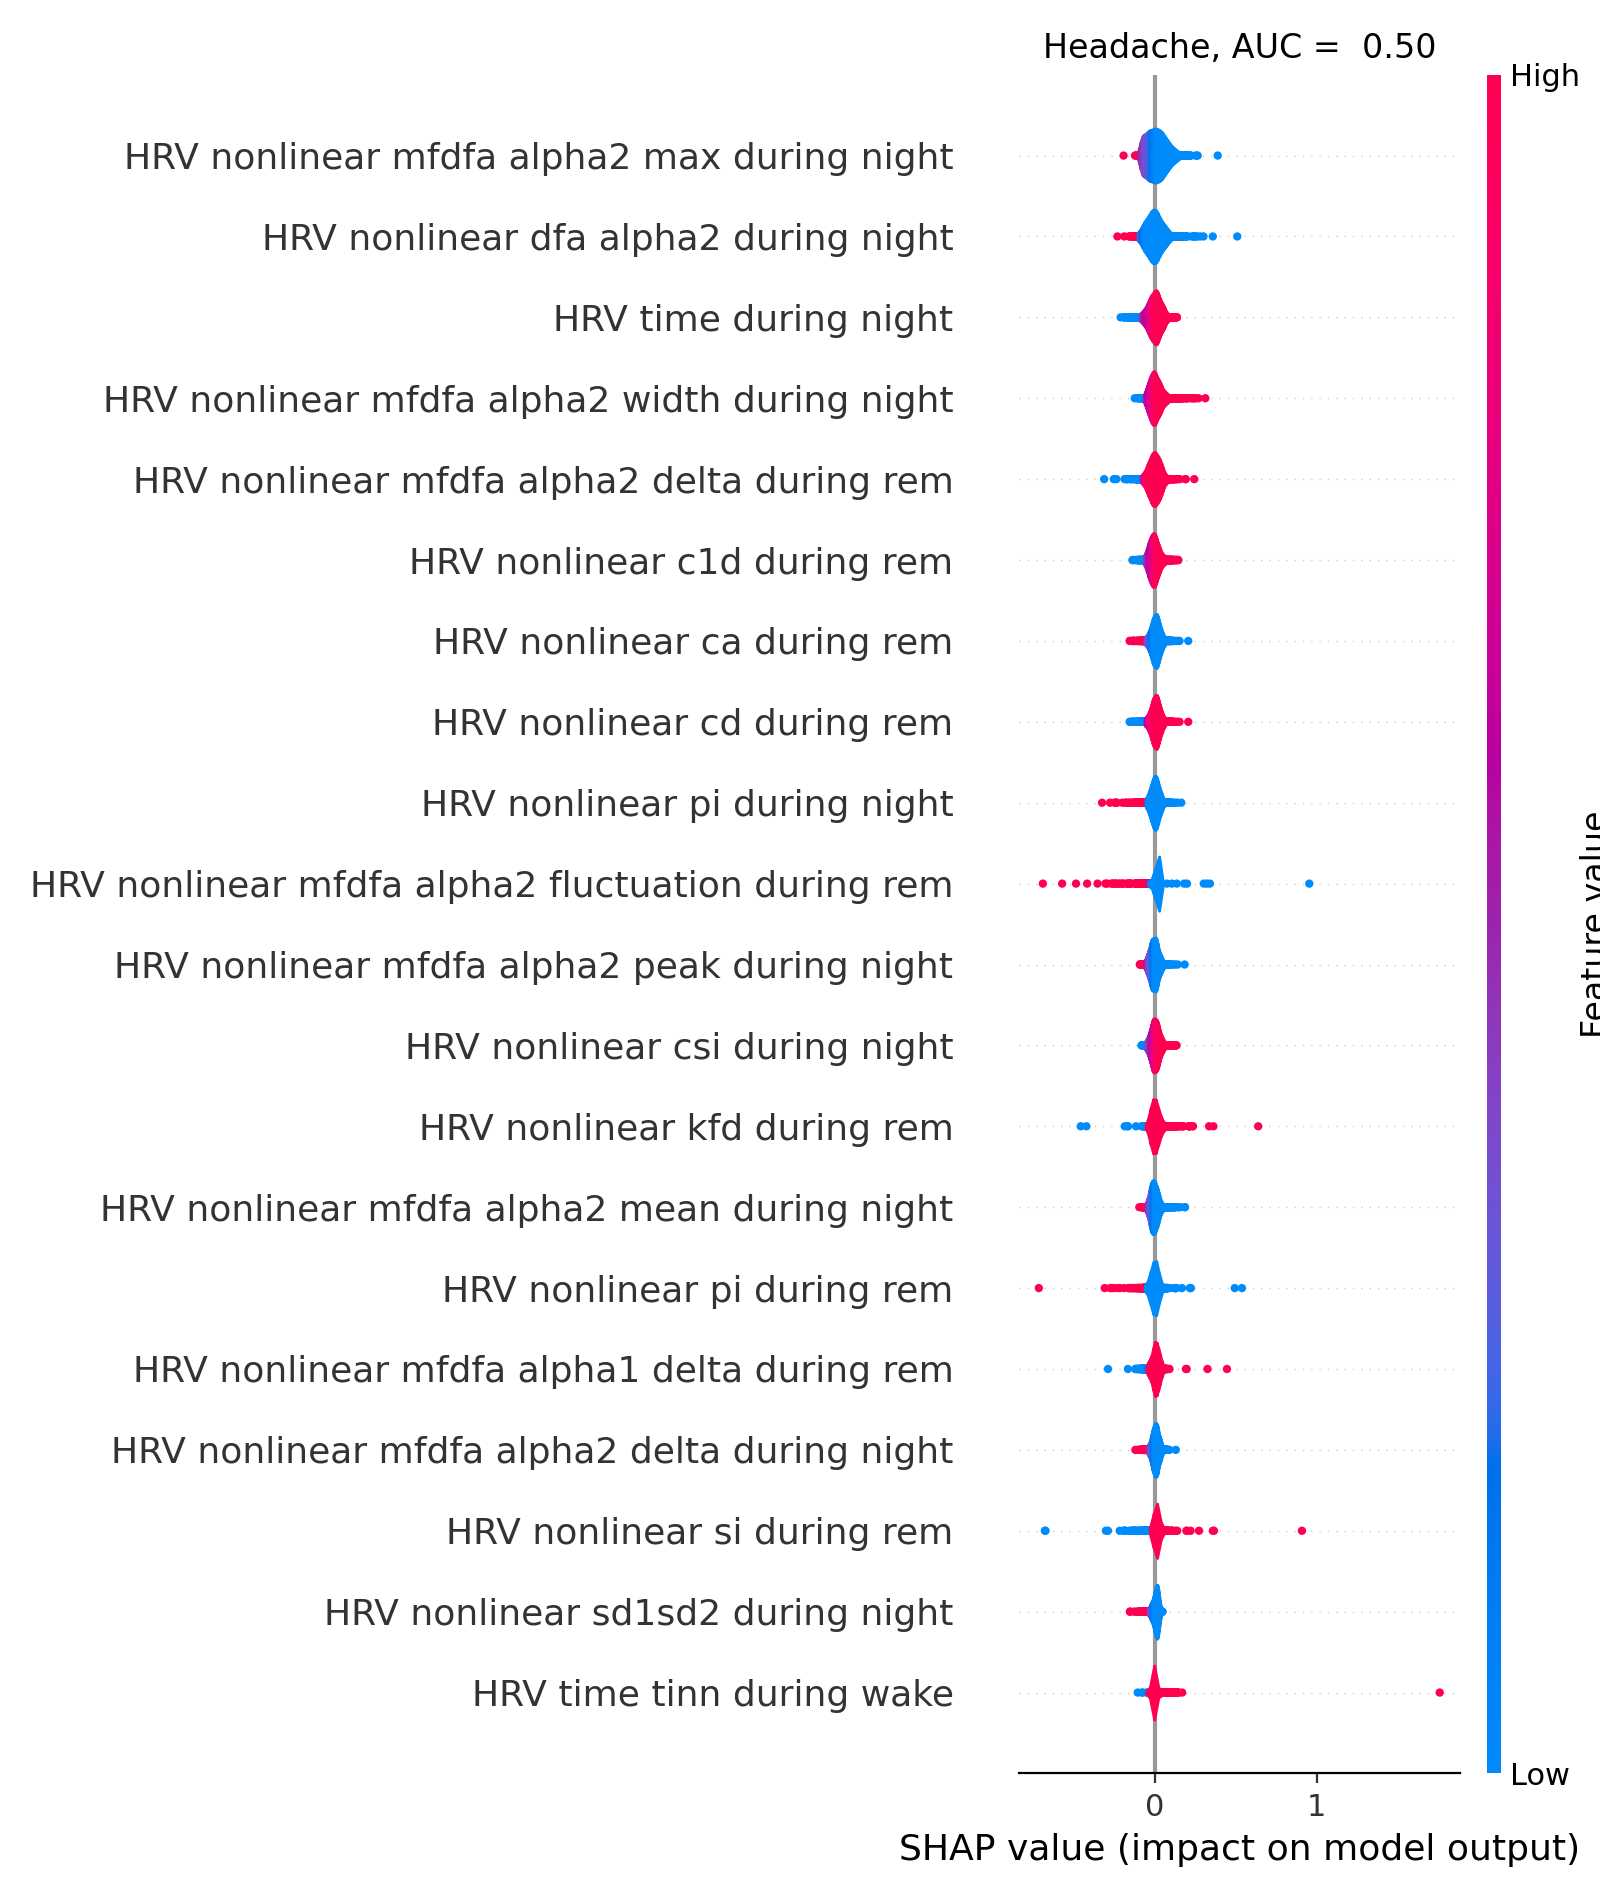 Headache, AUC =  0.50
High
HRV nonlinear mfdfa alpha2 max during night
HRV nonlinear dfa alpha2 during night
HRV time during night
HRV nonlinear mfdfa alpha2 width during night
HRV nonlinear mfdfa alpha2 delta during rem
HRV nonlinear c1d during rem
HRV nonlinear ca during rem
HRV nonlinear cd during rem
HRV nonlinear pi during night
HRV nonlinear mfdfa alpha2 fluctuation during rem
HRV nonlinear mfdfa alpha2 peak during night
HRV nonlinear csi during night
HRV nonlinear kfd during rem
HRV nonlinear mfdfa alpha2 mean during night
HRV nonlinear pi during rem
HRV nonlinear mfdfa alpha1 delta during rem
HRV nonlinear mfdfa alpha2 delta during night
HRV nonlinear si during rem
HRV nonlinear sd1sd2 during night
HRV time tinn during wake
Feature value
Low
0 1
SHAP value (impact on model output)